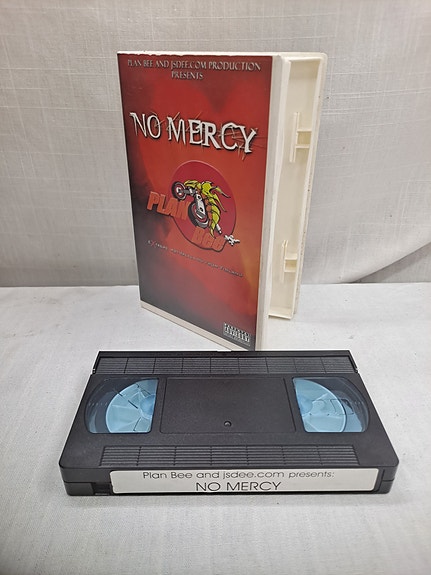 PLAN BEE AND JSDEE.COM PRODUCTION
PRESENTS
NO MERCY
PLAN
BEE
Plan Bee and jsdee.com presents:
NO MERCY